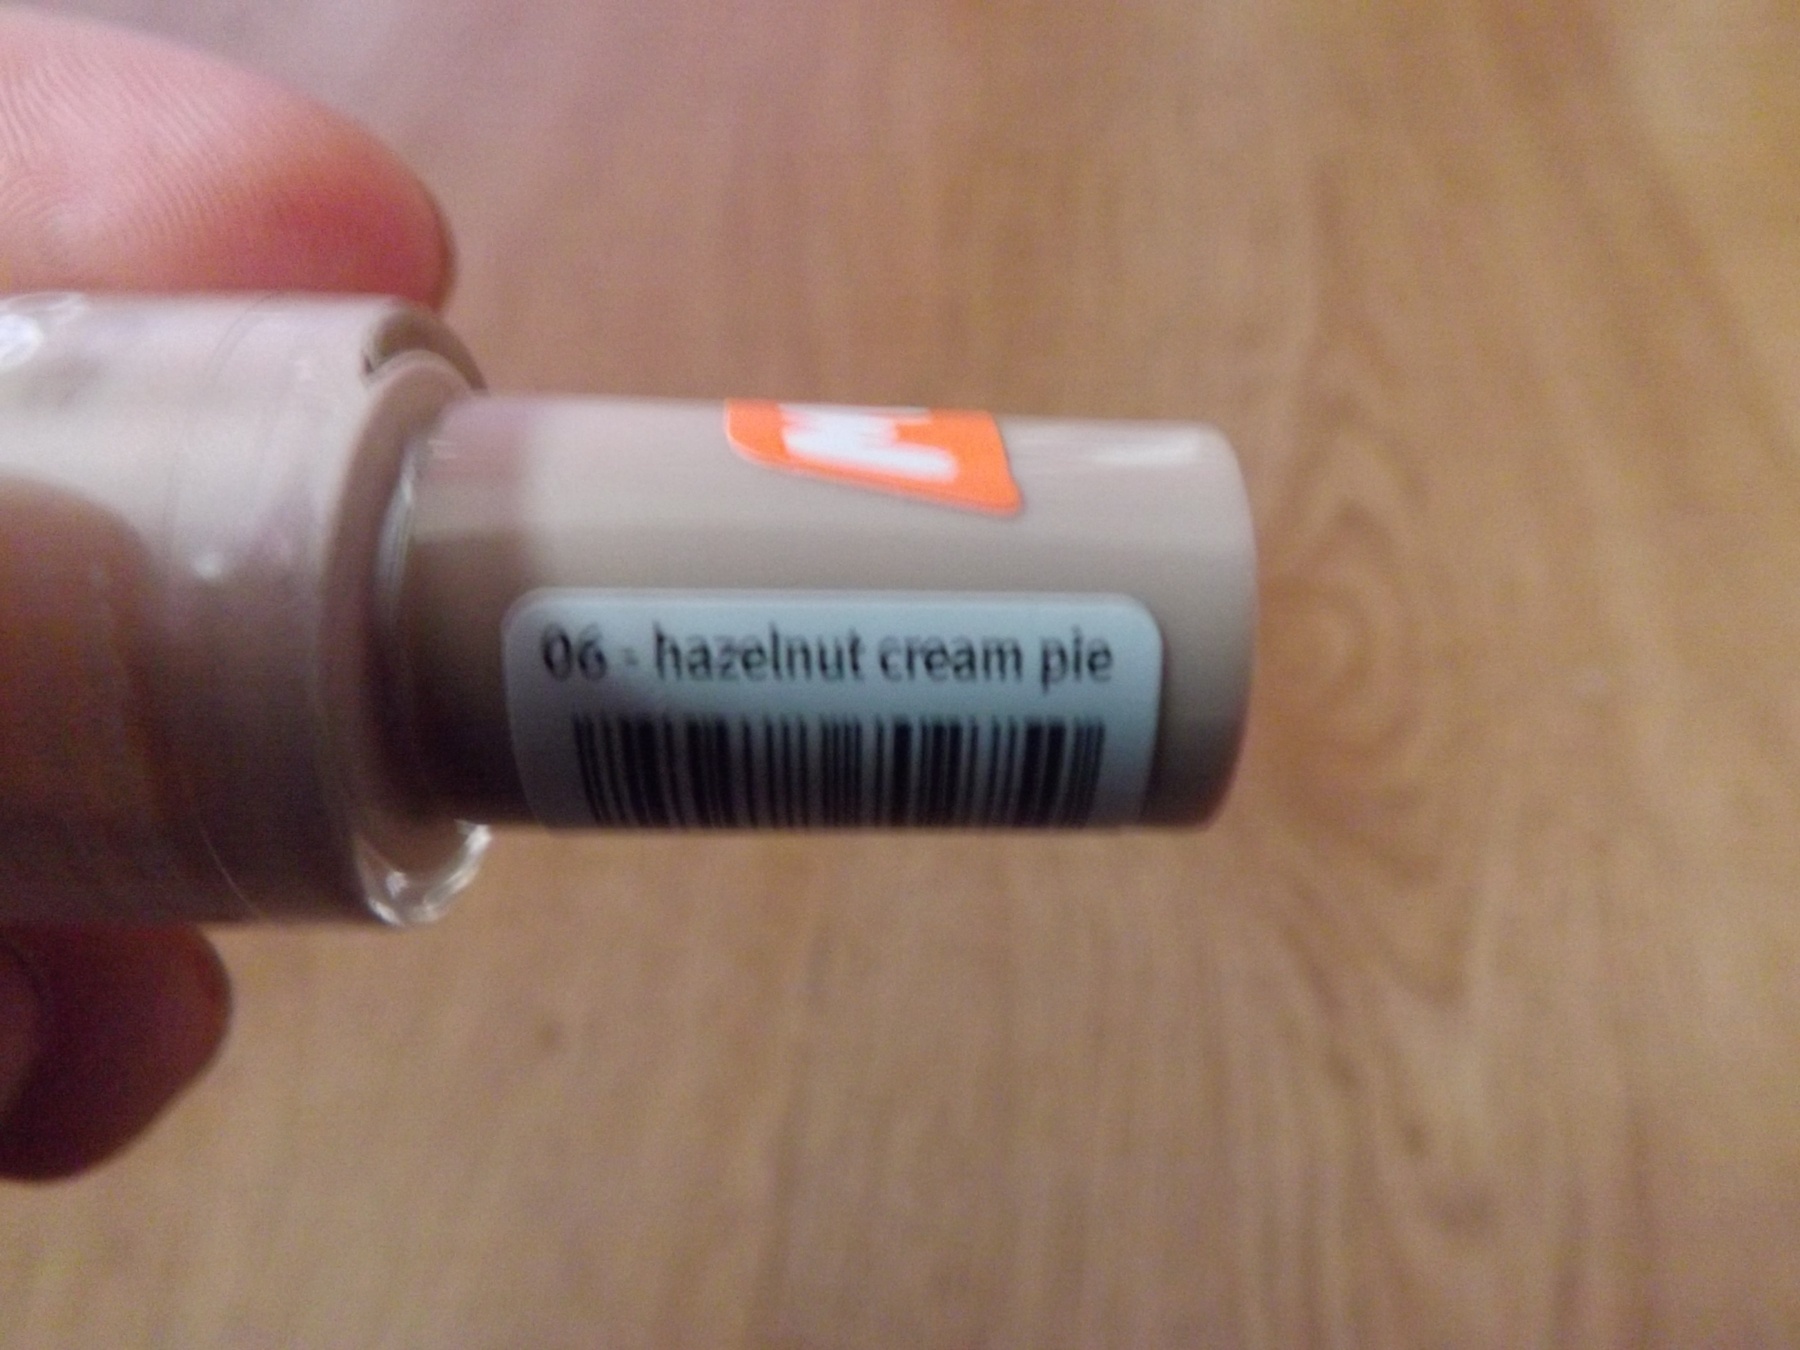 06 - hazelnut cream pie